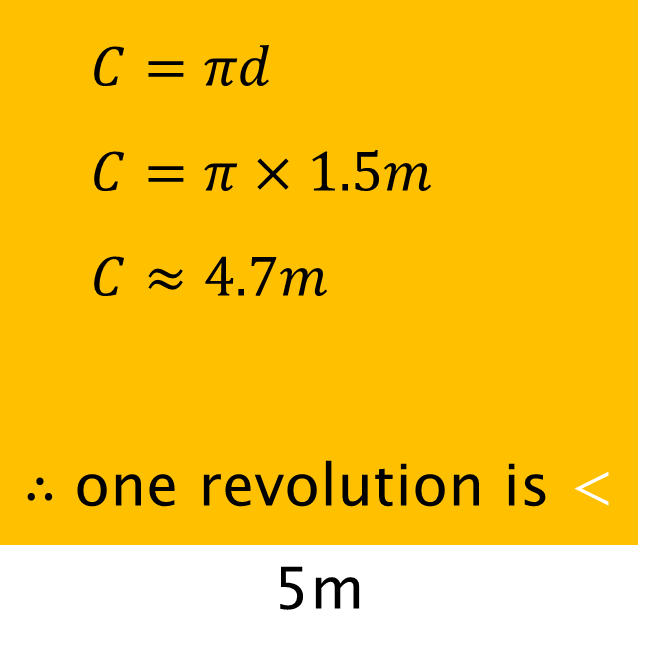 C = πd
C = π × 1.5m
C ≈ 4.7m
∴ one revolution is <
5m